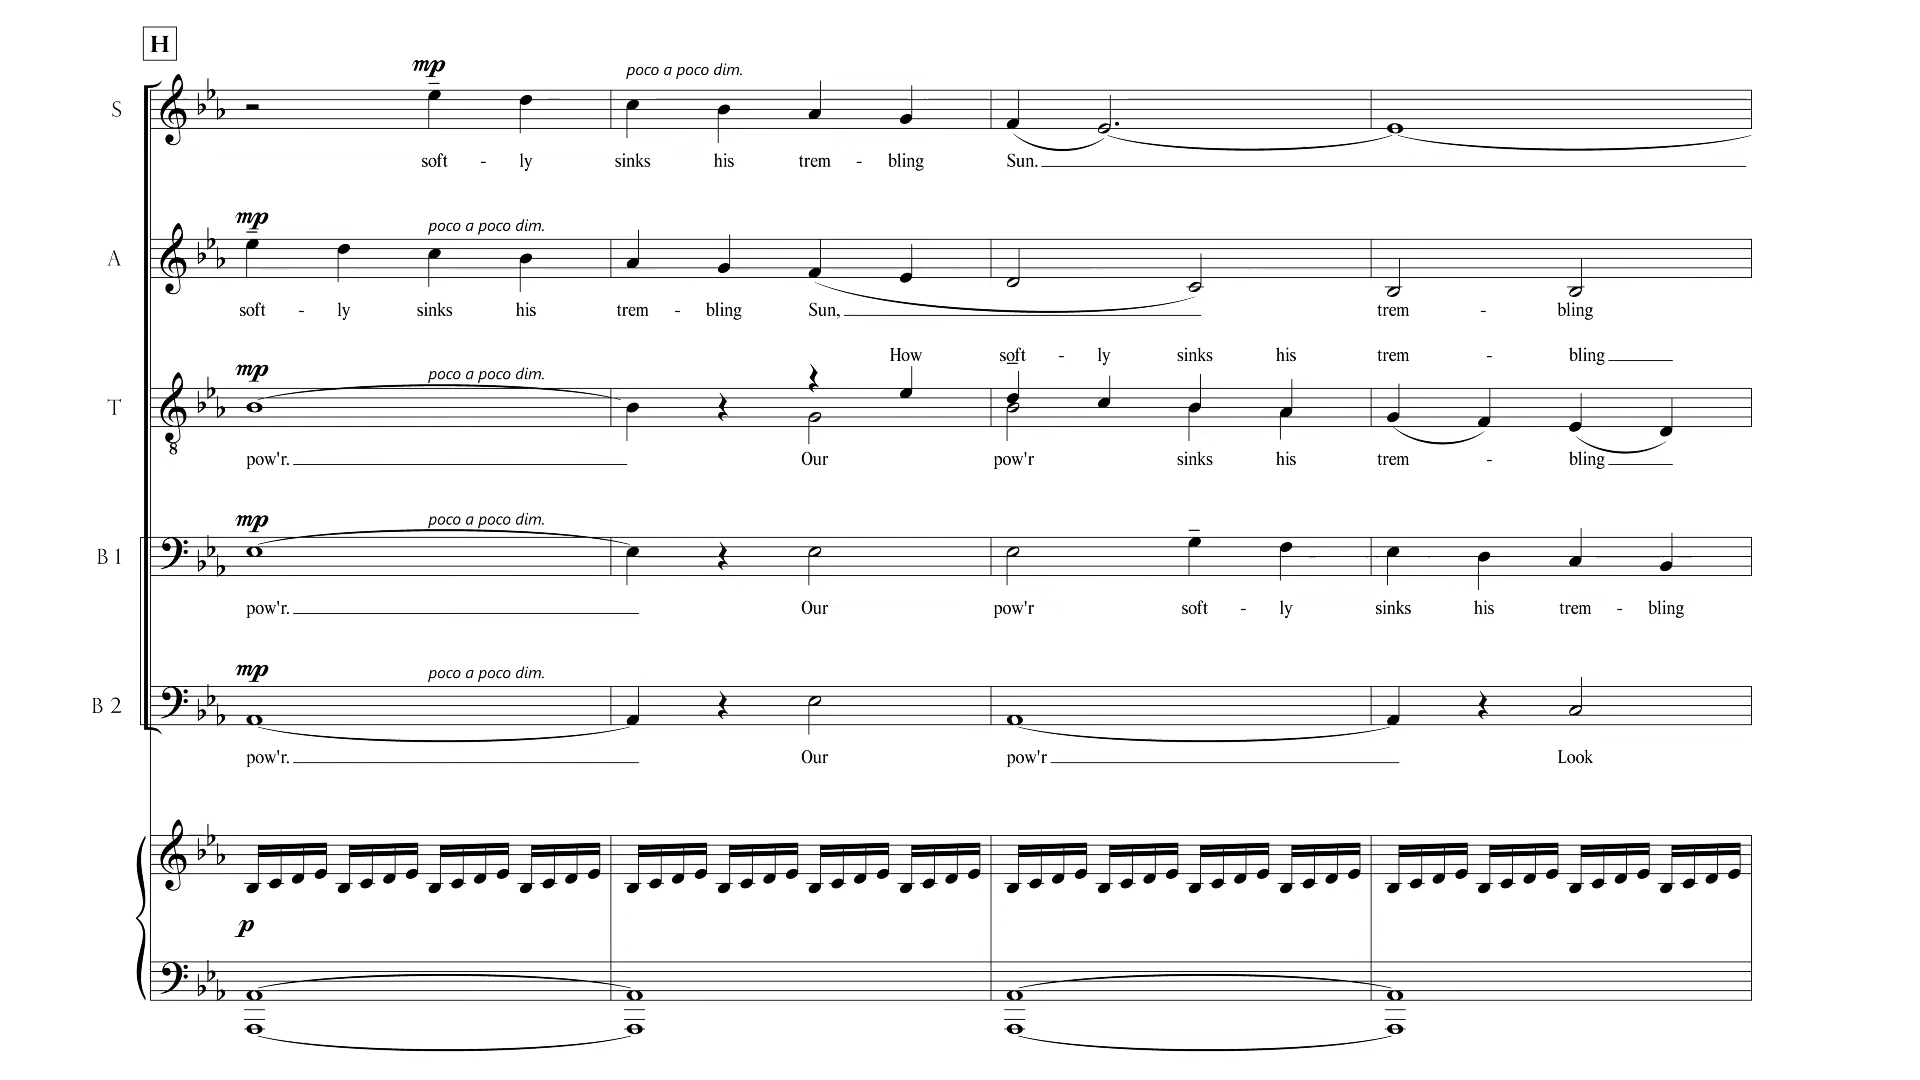 H
mp
poco a poco dim.
S
soft - ly sinks his trem - bling Sun.
mp
poco a poco dim.
A
soft - ly sinks his trem - bling Sun, trem - bling
How soft - ly sinks his trem - bling
mp
poco a poco dim.
T
pow'r. Our pow'r sinks his trem - bling
mp
poco a poco dim.
B 1
pow'r. Our pow'r soft - ly sinks his trem - bling
mp
poco a poco dim.
B 2
pow'r. Our pow'r Look
p